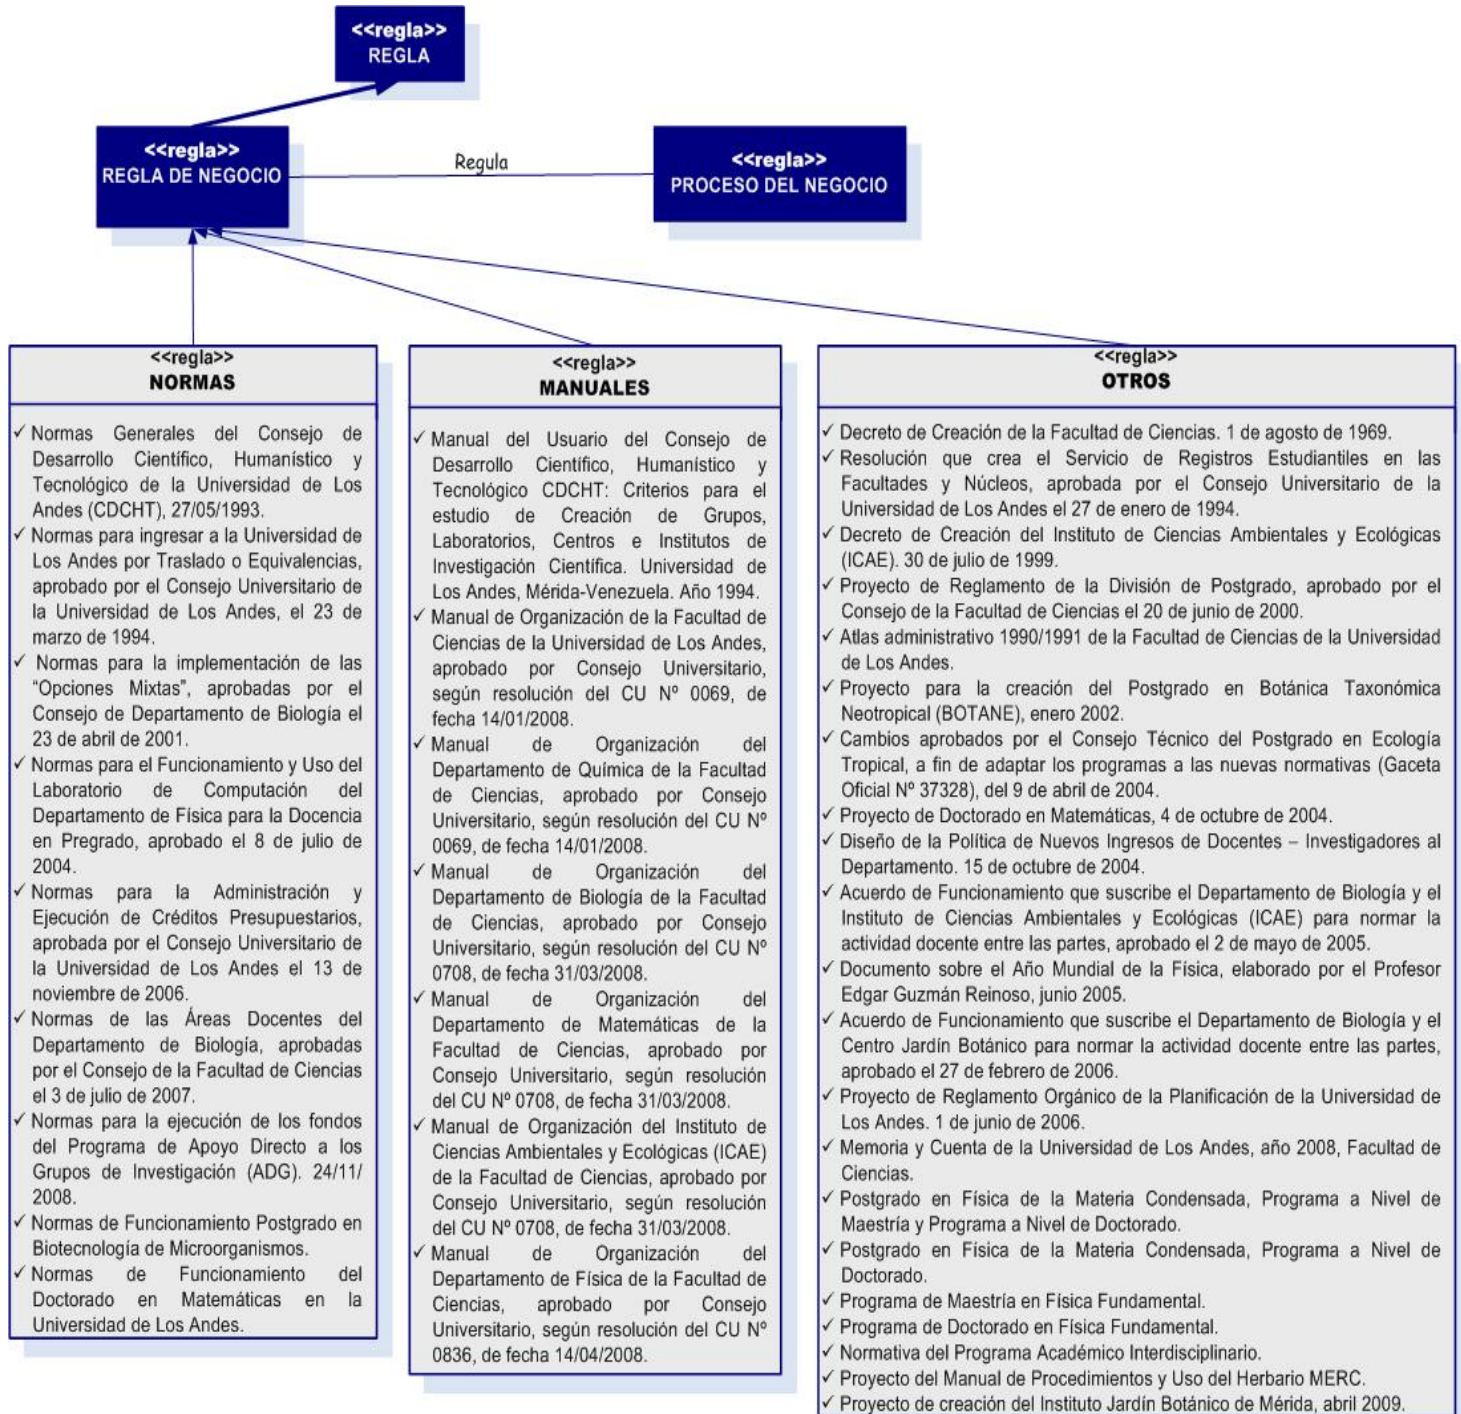 <<regla>>
REGLA
<<regla>>
REGLA DE NEGOCIO
Regula
<<regla>>
PROCESO DEL NEGOCIO
<<regla>>
NORMAS
✓ Normas Generales del Consejo de
Desarrollo Científico, Humanístico y
Tecnológico de la Universidad de Los
Andes (CDCHT), 27/05/1993.
✓ Normas para ingresar a la Universidad de
Los Andes por Traslado o Equivalencias,
aprobado por el Consejo Universitario de
la Universidad de Los Andes, el 23 de
marzo de 1994.
✓ Normas para la implementación de las
“Opciones Mixtas”, aprobadas por el
Consejo de Departamento de Biología el
23 de abril de 2001.
✓ Normas para el Funcionamiento y Uso del
Laboratorio de Computación del
Departamento de Física para la Docencia
en Pregrado, aprobado el 8 de julio de
2004.
✓ Normas para la Administración y
Ejecución de Créditos Presupuestarios,
aprobada por el Consejo Universitario de
la Universidad de Los Andes el 13 de
noviembre de 2006.
✓ Normas de las Áreas Docentes del
Departamento de Biología, aprobadas
por el Consejo de la Facultad de Ciencias
el 3 de julio de 2007.
✓ Normas para la ejecución de los fondos
del Programa de Apoyo Directo a los
Grupos de Investigación (ADG). 24/11/
2008.
✓ Normas de Funcionamiento Postgrado en
Biotecnología de Microorganismos.
✓ Normas de Funcionamiento del
Doctorado en Matemáticas en la
Universidad de Los Andes.
<<regla>>
MANUALES
✓ Manual del Usuario del Consejo de
Desarrollo Científico, Humanístico y
Tecnológico CDCHT: Criterios para el
estudio de Creación de Grupos,
Laboratorios, Centros e Institutos de
Investigación Científica. Universidad de
Los Andes, Mérida-Venezuela. Año 1994.
✓ Manual de Organización de la Facultad de
Ciencias de la Universidad de Los Andes,
aprobado por Consejo Universitario,
según resolución del CU Nº 0069, de
fecha 14/01/2008.
✓ Manual de Organización del
Departamento de Química de la Facultad
de Ciencias, aprobado por Consejo
Universitario, según resolución del CU Nº
0069, de fecha 14/01/2008.
✓ Manual de Organización del
Departamento de Biología de la Facultad
de Ciencias, aprobado por Consejo
Universitario, según resolución del CU Nº
0708, de fecha 31/03/2008.
✓ Manual de Organización del
Departamento de Matemáticas de la
Facultad de Ciencias, aprobado por
Consejo Universitario, según resolución
del CU Nº 0708, de fecha 31/03/2008.
✓ Manual de Organización del Instituto de
Ciencias Ambientales y Ecológicas (ICAE)
de la Facultad de Ciencias, aprobado por
Consejo Universitario, según resolución
del CU Nº 0708, de fecha 31/03/2008.
✓ Manual de Organización del
Departamento de Física de la Facultad de
Ciencias, aprobado por Consejo
Universitario, según resolución del CU Nº
0836, de fecha 14/04/2008.
<<regla>>
OTROS
✓ Decreto de Creación de la Facultad de Ciencias. 1 de agosto de 1969.
✓ Resolución que crea el Servicio de Registros Estudiantiles en las
Facultades y Núcleos, aprobada por el Consejo Universitario de la
Universidad de Los Andes el 27 de enero de 1994.
✓ Decreto de Creación del Instituto de Ciencias Ambientales y Ecológicas
(ICAE). 30 de julio de 1999.
✓ Proyecto de Reglamento de la División de Postgrado, aprobado por el
Consejo de la Facultad de Ciencias el 20 de junio de 2000.
✓ Atlas administrativo 1990/1991 de la Facultad de Ciencias de la Universidad
de Los Andes.
✓ Proyecto para la creación del Postgrado en Botánica Taxonómica
Neotropical (BOTANE), enero 2002.
✓ Cambios aprobados por el Consejo Técnico del Postgrado en Ecología
Tropical, a fin de adaptar los programas a las nuevas normativas (Gaceta
Oficial Nº 37328), del 9 de abril de 2004.
✓ Proyecto de Doctorado en Matemáticas, 4 de octubre de 2004.
✓ Diseño de la Política de Nuevos Ingresos de Docentes – Investigadores al
Departamento. 15 de octubre de 2004.
✓ Acuerdo de Funcionamiento que suscribe el Departamento de Biología y el
Instituto de Ciencias Ambientales y Ecológicas (ICAE) para normar la
actividad docente entre las partes, aprobado el 2 de mayo de 2005.
✓ Documento sobre el Año Mundial de la Física, elaborado por el Profesor
Edgar Guzmán Reinoso, junio 2005.
✓ Acuerdo de Funcionamiento que suscribe el Departamento de Biología y el
Centro Jardín Botánico para normar la actividad docente entre las partes,
aprobado el 27 de febrero de 2006.
✓ Proyecto de Reglamento Orgánico de la Planificación de la Universidad de
Los Andes. 1 de junio de 2006.
✓ Memoria y Cuenta de la Universidad de Los Andes, año 2008, Facultad de
Ciencias.
✓ Postgrado en Física de la Materia Condensada, Programa a Nivel de
Maestría y Programa a Nivel de Doctorado.
✓ Postgrado en Física de la Materia Condensada, Programa a Nivel de
Doctorado.
✓ Programa de Maestría en Física Fundamental.
✓ Programa de Doctorado en Física Fundamental.
✓ Normativa del Programa Académico Interdisciplinario.
✓ Proyecto del Manual de Procedimientos y Uso del Herbario MERC.
✓ Proyecto de creación del Instituto Jardín Botánico de Mérida, abril 2009.